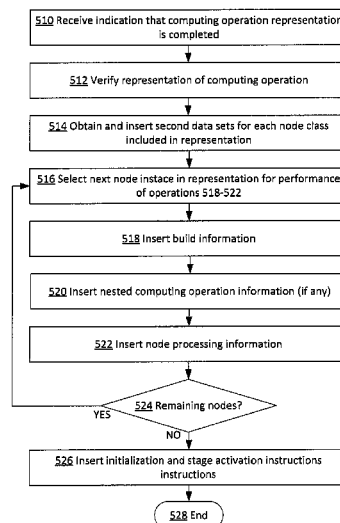 510 Receive indication that computing operation representation
is completed
512 Verify representation of computing operation
514 Obtain and insert second data sets for each node class
included in representation
516 Select next node instace in representation for performance
of operations 518-522
518 Insert build information
520 Insert nested computing operation information (if any)
522 Insert node processing information
524 Remaining nodes?
YES
NO
526 Insert initialization and stage activation instructions
instructions
528 End